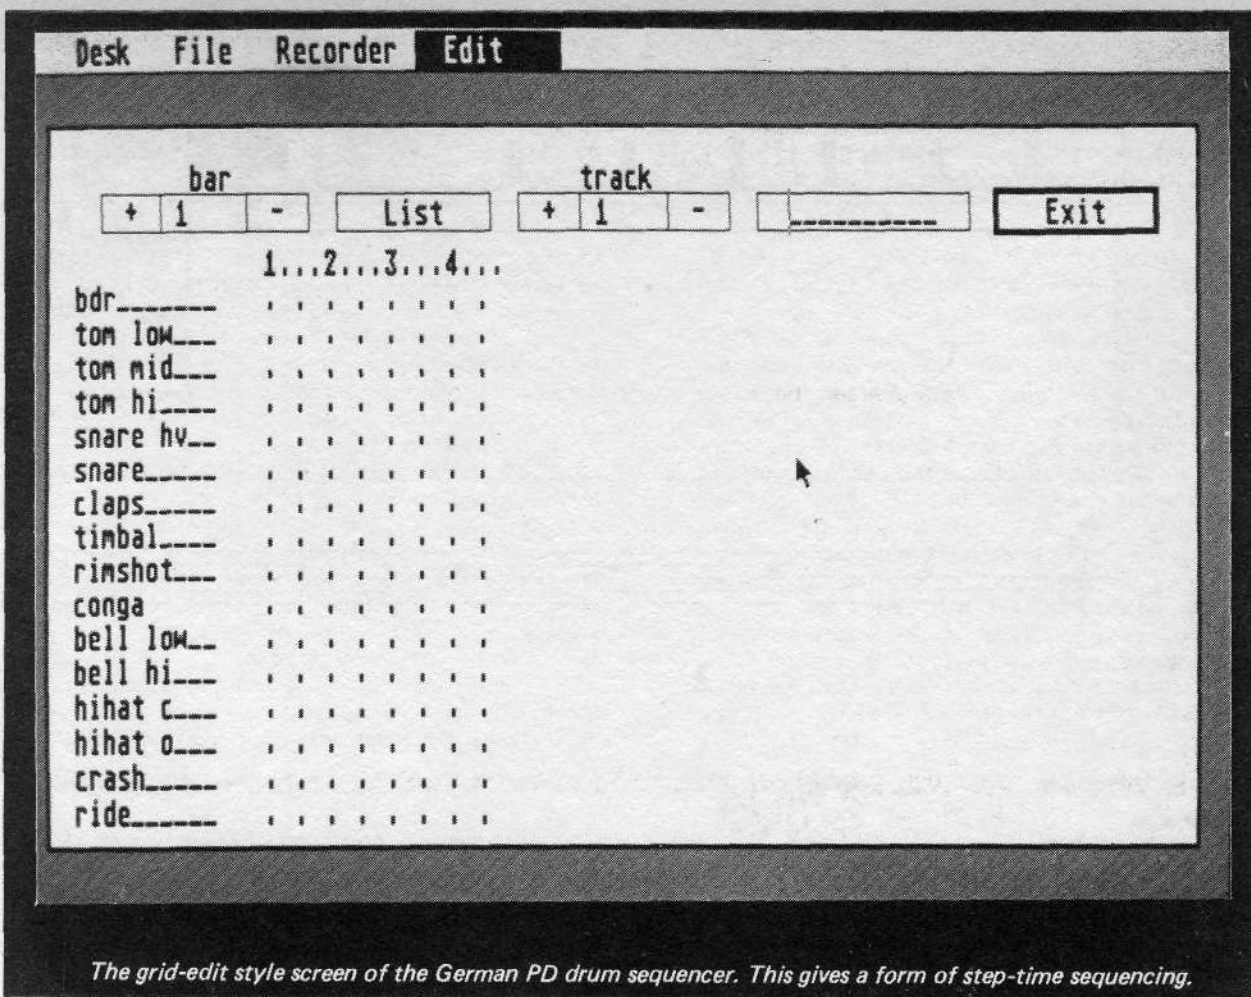 Desk File Recorder Edit
bar track
+ 1 - List + 1 - __________ Exit
1...2...3...4...
bdr_______
tom low___
tom mid___
tom hi____
snare hv__
snare_____
claps_____
timbal____
rimshot___
conga
bell low__
bell hi___
hihat c___
hihat o___
crash_____
ride______
The grid-edit style screen of the German PD drum sequencer. This gives a form of step-time sequencing.